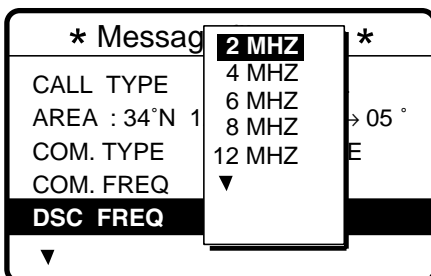 * Messag *
CALL TYPE
AREA : 34°N 1 → 05 °
COM. TYPE E
COM. FREQ
DSC FREQ
▼
2 MHZ
4 MHZ
6 MHZ
8 MHZ
12 MHZ
▼